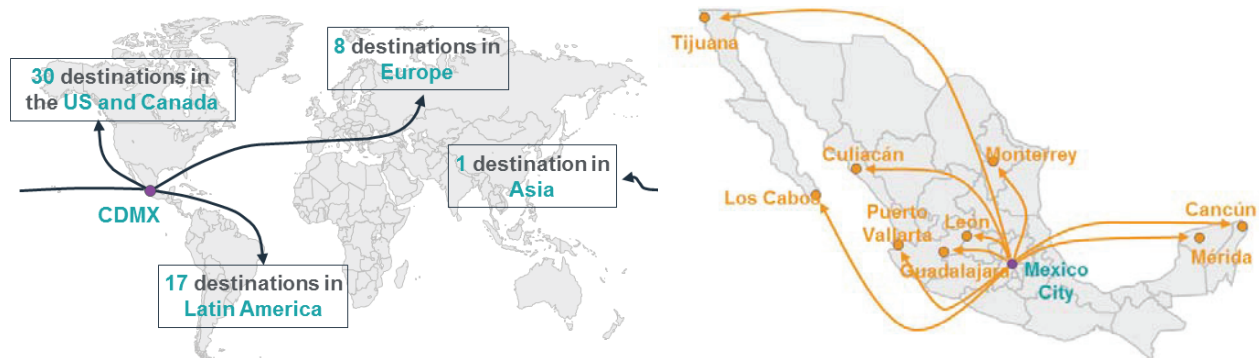 8 destinations in
Europe
30 destinations in
the US and Canada
1 destination in
Asia
CDMX
17 destinations in
Latin America
Tijuana
Culiacán
Monterrey
Los Cabos
Puerto
Vallarta
León
Cancún
Guadalajara
Mérida
Mexico
City